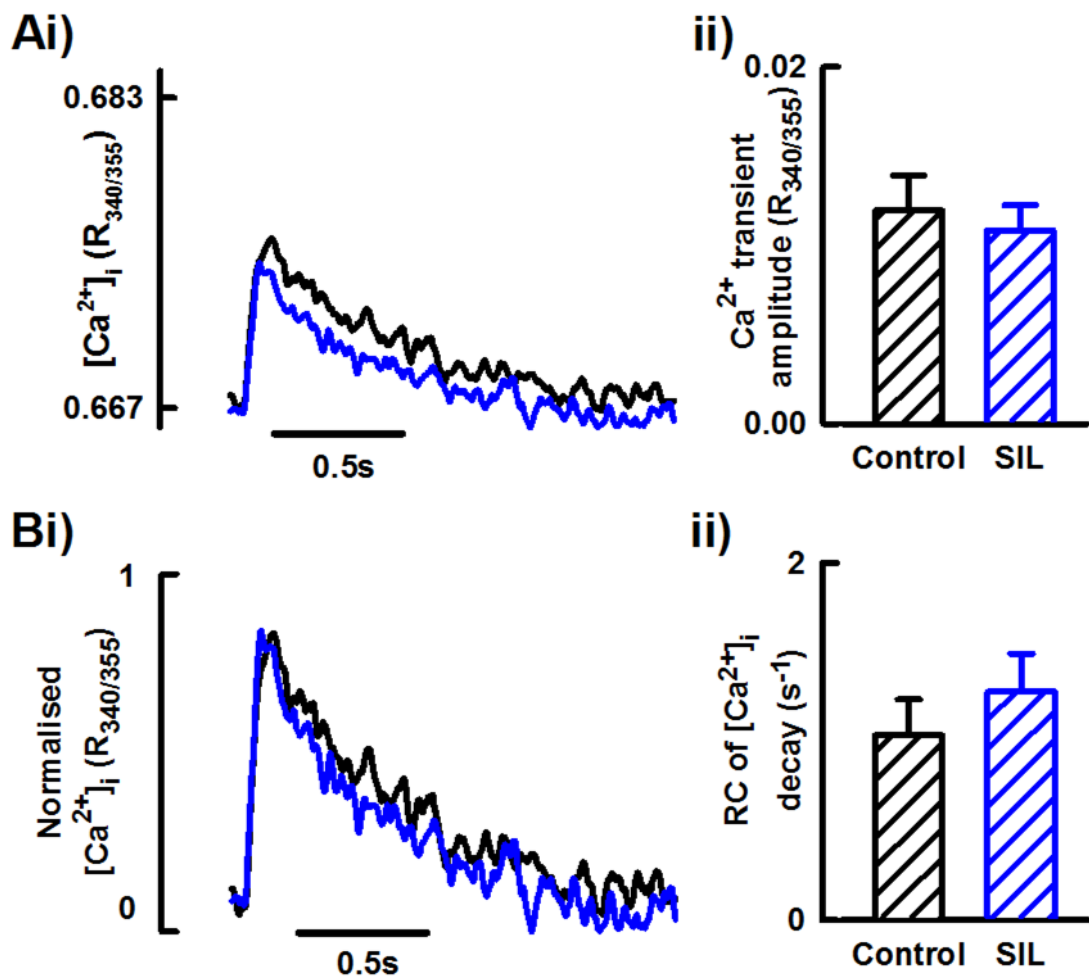 Ai)
0.683
[Ca²⁺]ᵢ (R₃₄₀/₃₅₅)
0.667
0.5s
ii)
0.02
Ca²⁺ transient
amplitude (R₃₄₀/₃₅₅)
0.00
Control SIL
Bi)
1
Normalised
[Ca²⁺]ᵢ (R₃₄₀/₃₅₅)
0
0.5s
ii)
2
RC of [Ca²⁺]ᵢ
decay (s⁻¹)
0
Control SIL